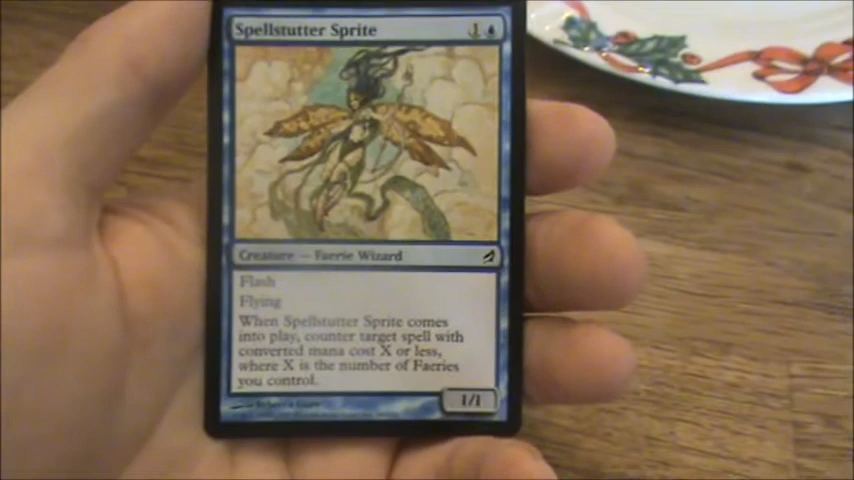 Spellstutter Sprite 1
Creature — Faerie Wizard
Flash
Flying
When Spellstutter Sprite comes
into play, counter target spell with
converted mana cost X or less,
where X is the number of Faeries
you control.
1/1